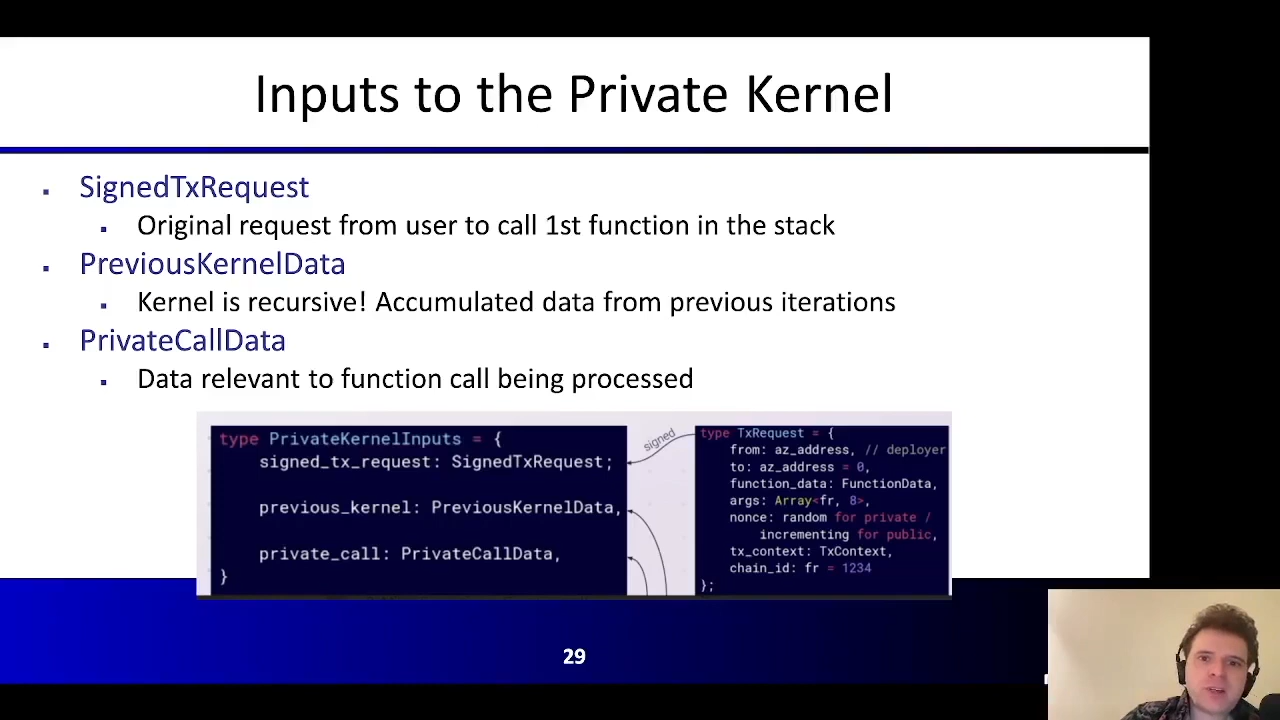 Inputs to the Private Kernel
▪ SignedTxRequest
▪ Original request from user to call 1st function in the stack
▪ PreviousKernelData
▪ Kernel is recursive! Accumulated data from previous iterations
▪ PrivateCallData
▪ Data relevant to function call being processed
type PrivateKernelInputs = {
signed_tx_request: SignedTxRequest;
previous_kernel: PreviousKernelData,
private_call: PrivateCallData,
}
signed
type TxRequest = {
from: az_address, // deployer
to: az_address = 0,
function_data: FunctionData,
args: Array<fr, 8>,
nonce: random for private /
incrementing for public,
tx_context: TxContext,
chain_id: fr = 1234
};
29